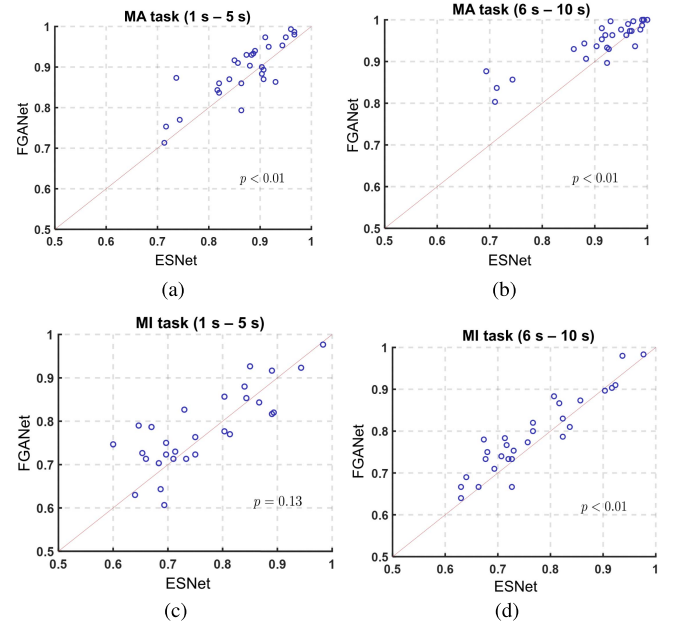 MA task (1 s – 5 s)
1
0.9
0.8
0.7
0.6
0.5
FGANet
p < 0.01
0.5 0.6 0.7 0.8 0.9 1
ESNet
(a)
MA task (6 s – 10 s)
1
0.9
0.8
0.7
0.6
0.5
FGANet
p < 0.01
0.5 0.6 0.7 0.8 0.9 1
ESNet
(b)
MI task (1 s – 5 s)
1
0.9
0.8
0.7
0.6
0.5
FGANet
p = 0.13
0.5 0.6 0.7 0.8 0.9 1
ESNet
(c)
MI task (6 s – 10 s)
1
0.9
0.8
0.7
0.6
0.5
FGANet
p < 0.01
0.5 0.6 0.7 0.8 0.9 1
ESNet
(d)